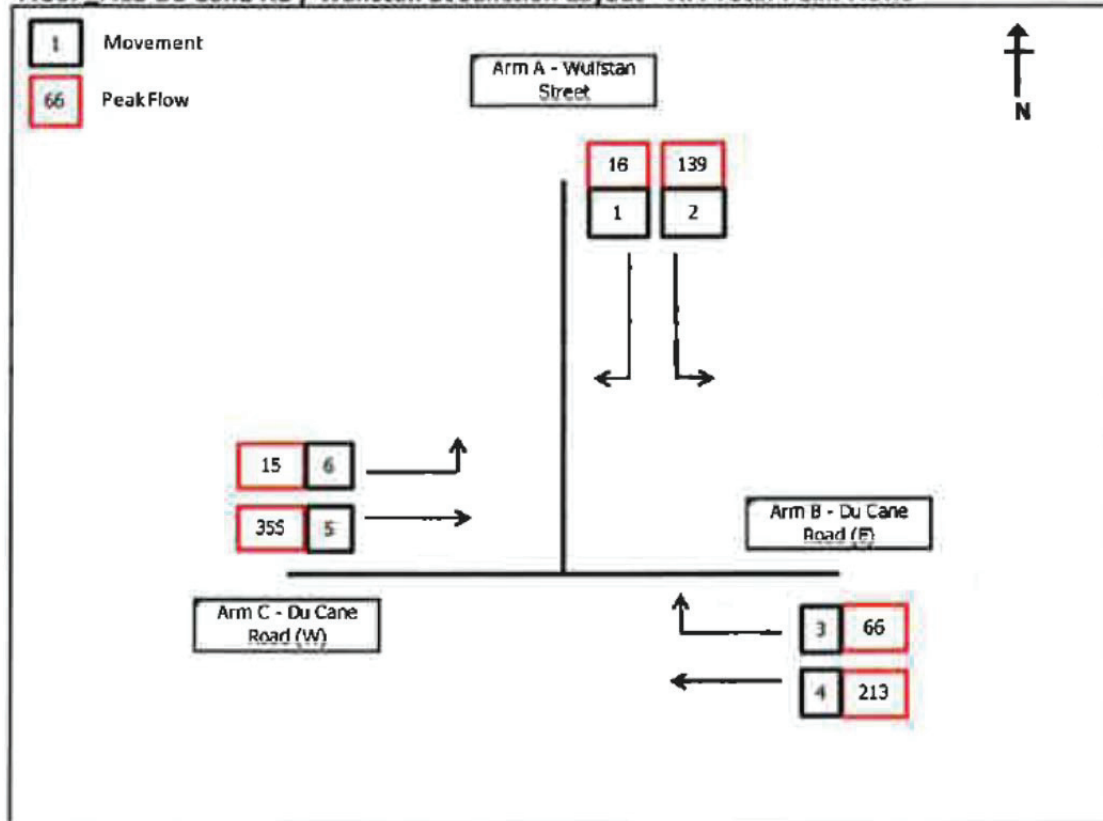 1 Movement
66 Peak Flow
N
Arm A - Wulfstan
Street
16 139
1 2
15 6
355 5
Arm B - Du Cane
Road (E)
Arm C - Du Cane
Road (W)
3 66
4 213